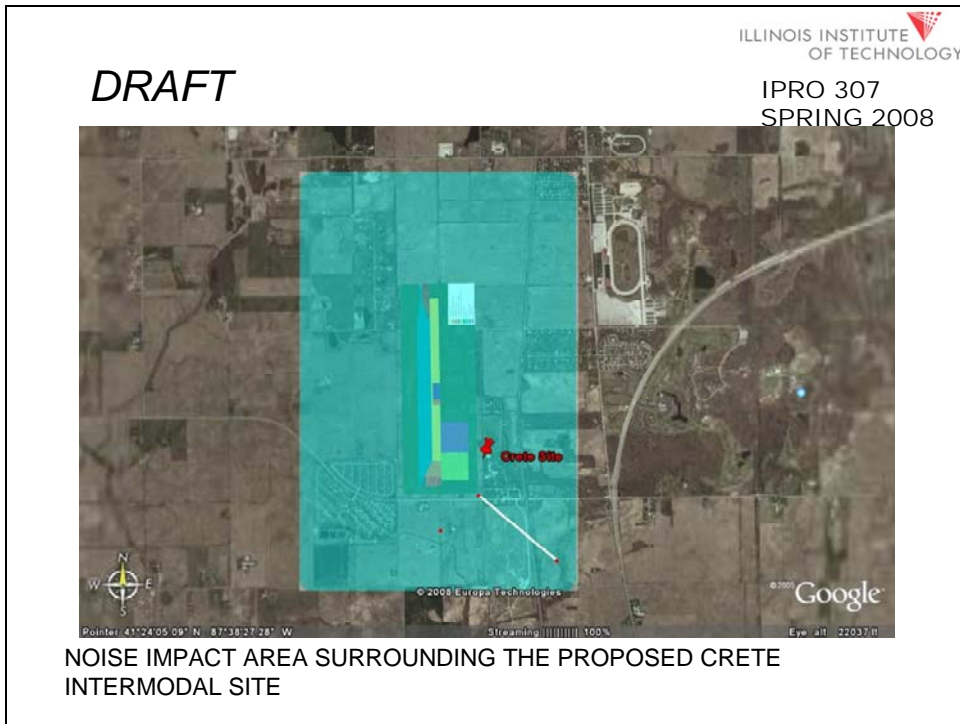 ILLINOIS INSTITUTE
OF TECHNOLOGY
DRAFT
IPRO 307
SPRING 2008
Crete Site
N
W E
S
© 2008 Europa Technologies
©2005 Google
Pointer 41°24'05.09" N 87°38'27.28" W Streaming |||||||||| 100% Eye alt 22037 ft
NOISE IMPACT AREA SURROUNDING THE PROPOSED CRETE
INTERMODAL SITE